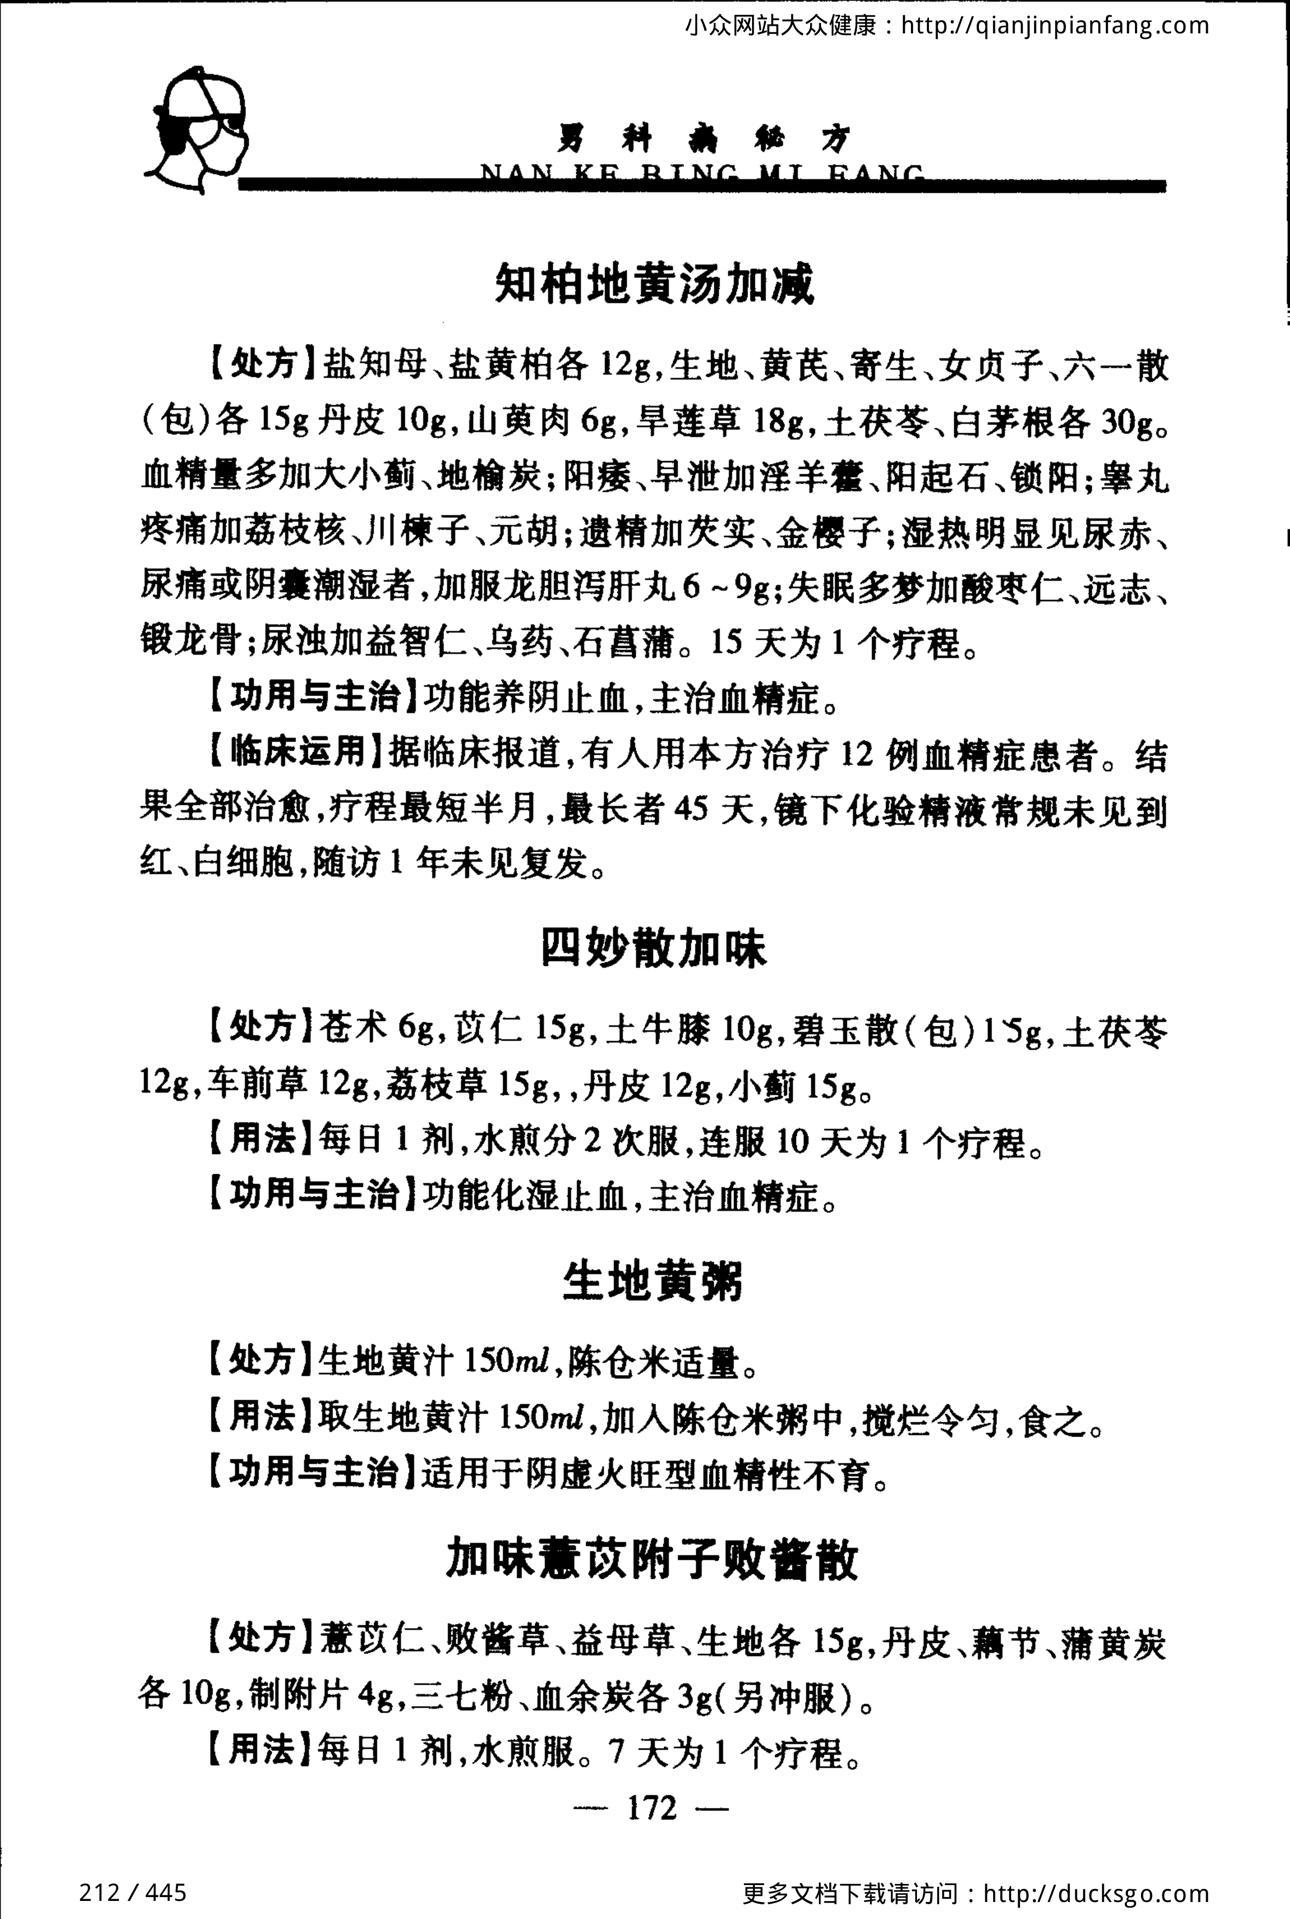 小众网站大众健康：http://qianjinpianfang.com
男科病秘方
NAN KE BING MI FANG
知柏地黄汤加减
【处方】盐知母、盐黄柏各 12g,生地、黄芪、寄生、女贞子、六一散
(包)各 15g 丹皮 10g,山萸肉 6g,旱莲草 18g,土茯苓、白茅根各 30g。
血精量多加大小蓟、地榆炭;阳痿、早泄加淫羊藿、阳起石、锁阳;睾丸
疼痛加荔枝核、川楝子、元胡;遗精加芡实、金樱子;湿热明显见尿赤、
尿痛或阴囊潮湿者,加服龙胆泻肝丸 6～9g;失眠多梦加酸枣仁、远志、
锻龙骨;尿浊加益智仁、乌药、石菖蒲。15 天为 1 个疗程。
【功用与主治】功能养阴止血,主治血精症。
【临床运用】据临床报道,有人用本方治疗 12 例血精症患者。结
果全部治愈,疗程最短半月,最长者 45 天,镜下化验精液常规未见到
红、白细胞,随访 1 年未见复发。
四妙散加味
【处方】苍术 6g,苡仁 15g,土牛膝 10g,碧玉散(包)15g,土茯苓
12g,车前草 12g,荔枝草 15g,,丹皮 12g,小蓟 15g。
【用法】每日 1 剂,水煎分 2 次服,连服 10 天为 1 个疗程。
【功用与主治】功能化湿止血,主治血精症。
生地黄粥
【处方】生地黄汁 150ml,陈仓米适量。
【用法】取生地黄汁 150ml,加入陈仓米粥中,搅烂令匀,食之。
【功用与主治】适用于阴虚火旺型血精性不育。
加味薏苡附子败酱散
【处方】薏苡仁、败酱草、益母草、生地各 15g,丹皮、藕节、蒲黄炭
各 10g,制附片 4g,三七粉、血余炭各 3g(另冲服)。
【用法】每日 1 剂,水煎服。7 天为 1 个疗程。
— 172 —
212 / 445
更多文档下载请访问：http://ducksgo.com